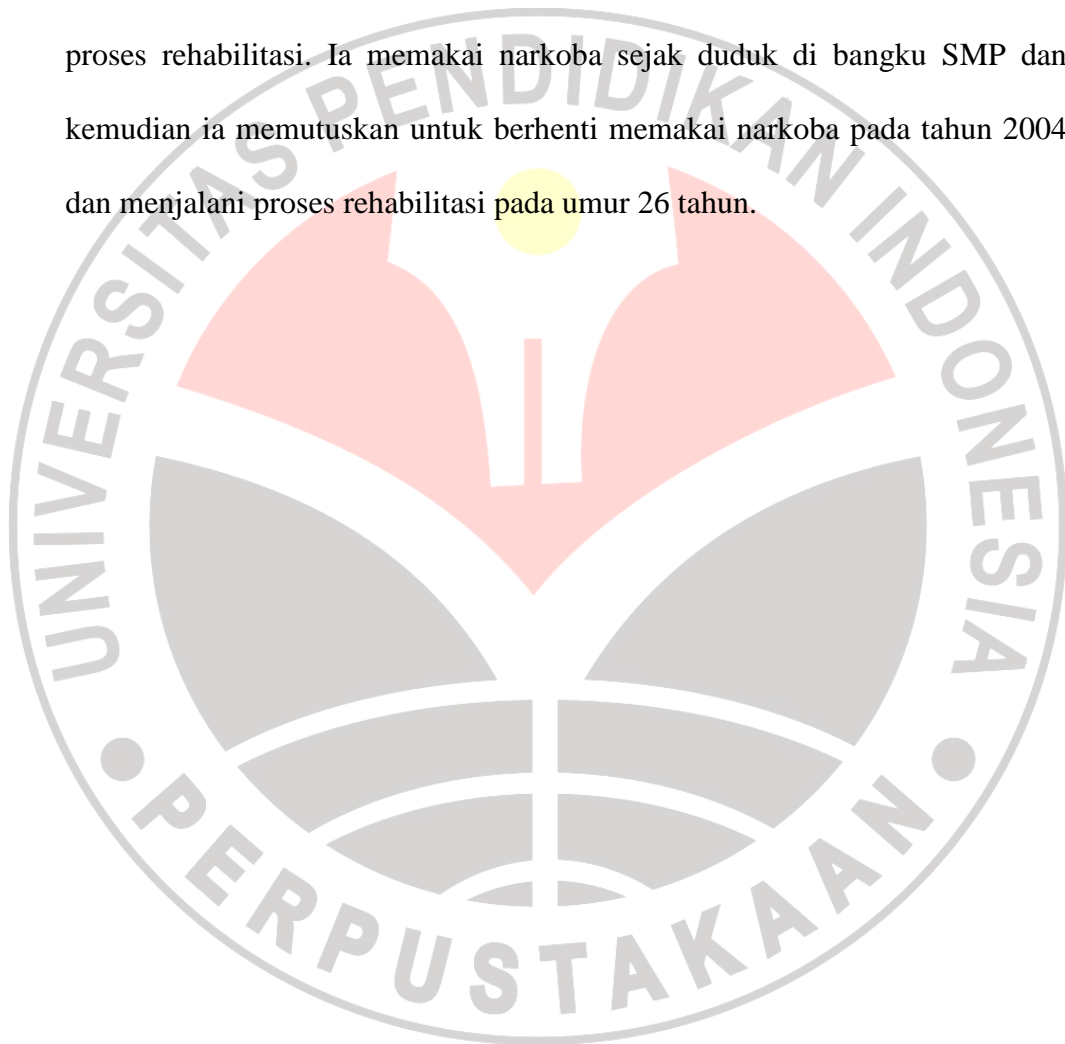 proses rehabilitasi. Ia memakai narkoba sejak duduk di bangku SMP dan
kemudian ia memutuskan untuk berhenti memakai narkoba pada tahun 2004
dan menjalani proses rehabilitasi pada umur 26 tahun.
UNIVERSITAS PENDIDIKAN INDONESIA
PERPUSTAKAAN